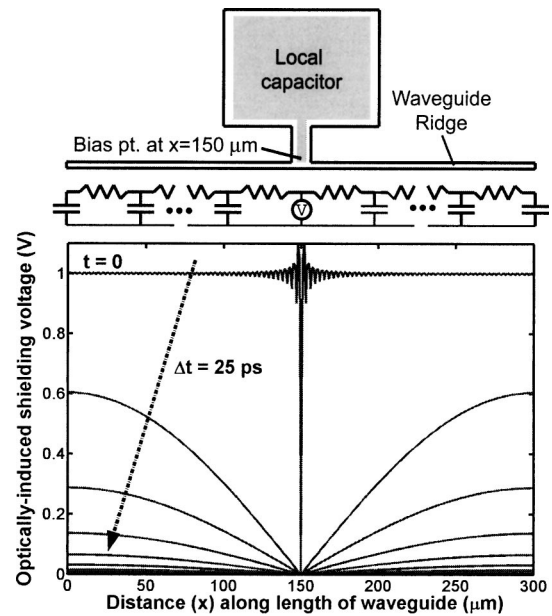 Local
capacitor
Waveguide
Ridge
Bias pt. at x=150 μm
V
t = 0
Δt = 25 ps
Optically-induced shielding voltage (V)
1
0.8
0.6
0.4
0.2
0
0 50 100 150 200 250 300
Distance (x) along length of waveguide (μm)